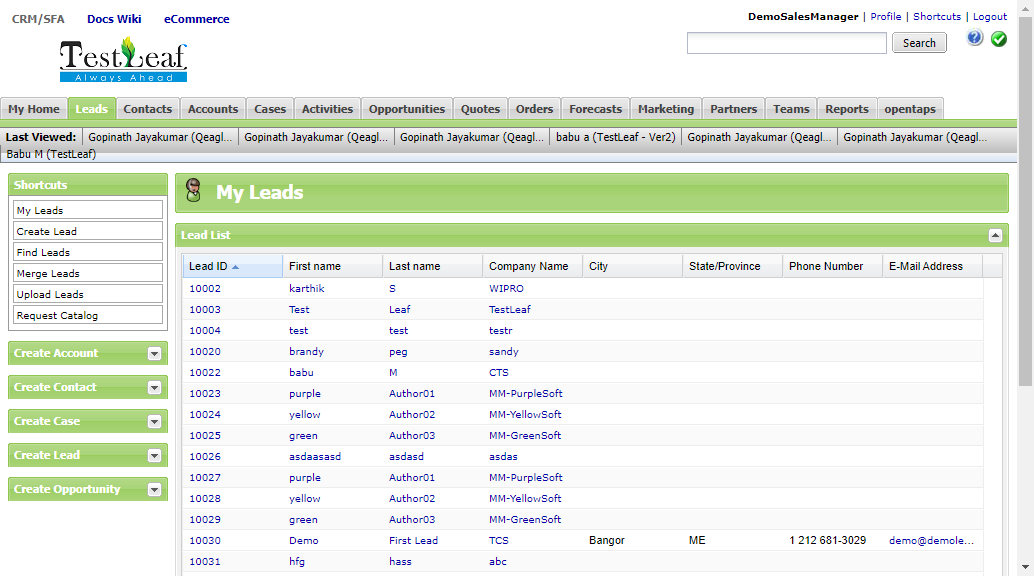 CRM/SFA Docs Wiki eCommerce
DemoSalesManager | Profile | Shortcuts | Logout
TestLeaf
Always Ahead
Search
My Home Leads Contacts Accounts Cases Activities Opportunities Quotes Orders Forecasts Marketing Partners Teams Reports opentaps
Last Viewed: Gopinath Jayakumar (Qeagl... Gopinath Jayakumar (Qeagl... Gopinath Jayakumar (Qeagl... babu a (TestLeaf - Ver2) Gopinath Jayakumar (Qeagl... Gopinath Jayakumar (Qeagl...
Babu M (TestLeaf)
Shortcuts
My Leads
Create Lead
Find Leads
Merge Leads
Upload Leads
Request Catalog
Create Account
Create Contact
Create Case
Create Lead
Create Opportunity
My Leads
Lead List
Lead ID First name Last name Company Name City State/Province Phone Number E-Mail Address
10002 karthik S WIPRO
10003 Test Leaf TestLeaf
10004 test test testr
10020 brandy peg sandy
10022 babu M CTS
10023 purple Author01 MM-PurpleSoft
10024 yellow Author02 MM-YellowSoft
10025 green Author03 MM-GreenSoft
10026 asdaasasd asdasd asdas
10027 purple Author01 MM-PurpleSoft
10028 yellow Author02 MM-YellowSoft
10029 green Author03 MM-GreenSoft
10030 Demo First Lead TCS Bangor ME 1 212 681-3029 demo@demole...
10031 hfg hass abc